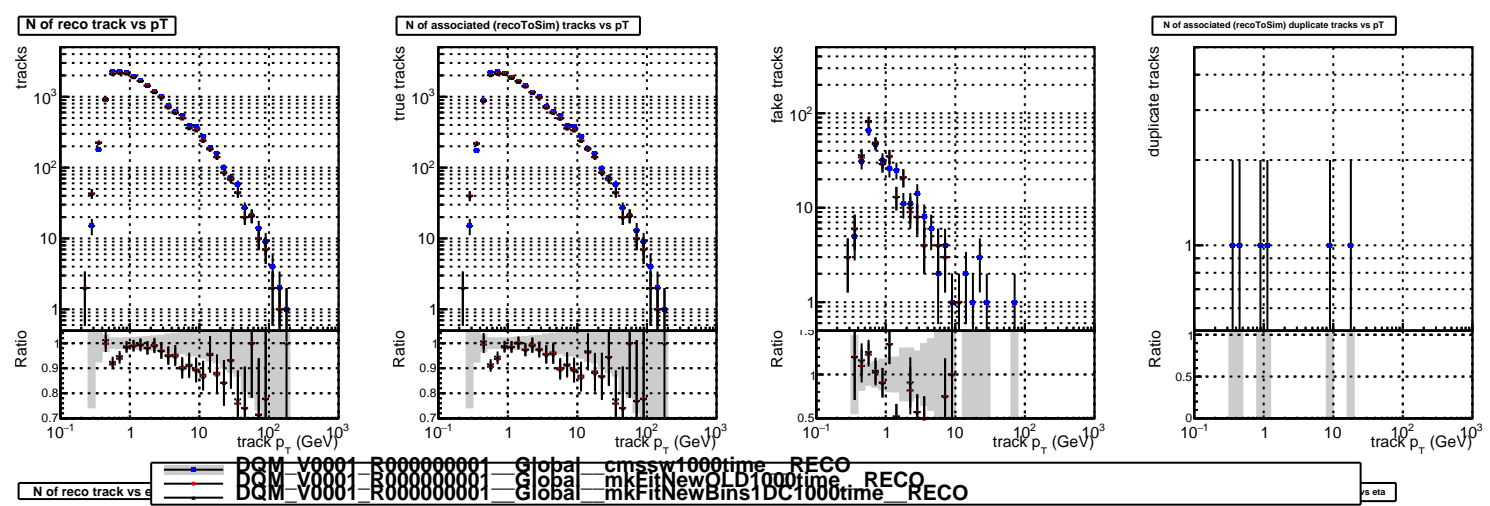 N of reco track vs pT
N of associated (recoToSim) tracks vs pT
N of associated (recoToSim) duplicate tracks vs pT
tracks
10³
10²
10
1
Ratio
1
0.9
0.8
0.7
10⁻¹ 1 10 10² 10³
track pT (GeV)
true tracks
10³
10²
10
1
Ratio
1
0.9
0.8
0.7
10⁻¹ 1 10 10² 10³
track pT (GeV)
fake tracks
10²
10
1
Ratio
1.5
1
0.5
10⁻¹ 1 10 10² 10³
track pT (GeV)
duplicate tracks
1
Ratio
1
0.5
0
10⁻¹ 1 10 10² 10³
track pT (GeV)
DQM_V0001_R000000001__Global__cmssw1000time__RECO
DQM_V0001_R000000001__Global__mkFitNewOLD1000time__RECO
DQM_V0001_R000000001__Global__mkFitNewBins1DC1000time__RECO
N of reco track vs e
vs eta